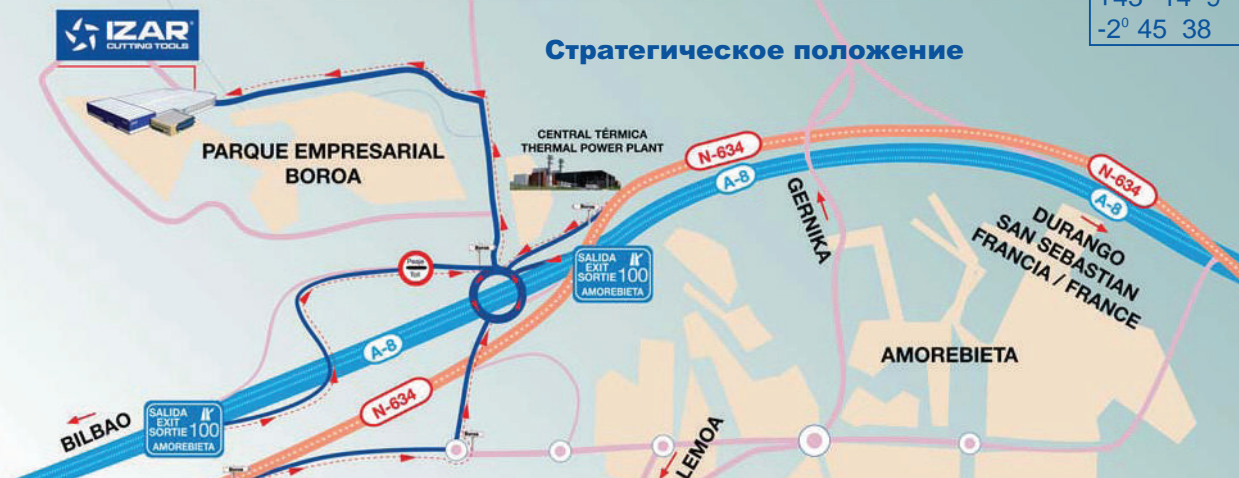 IZAR
CUTTING TOOLS
Стратегическое положение
-2⁰ 45 38
CENTRAL TÉRMICA
THERMAL POWER PLANT
PARQUE EMPRESARIAL
BOROA
N-634
A-8
N-634
A-8
GERNIKA
DURANGO
SAN SEBASTIAN
FRANCIA / FRANCE
Peaje
SALIDA
EXIT
SORTIE 100
AMOREBIETA
A-8
AMOREBIETA
N-634
BILBAO
SALIDA
EXIT
SORTIE 100
AMOREBIETA
LEMOA